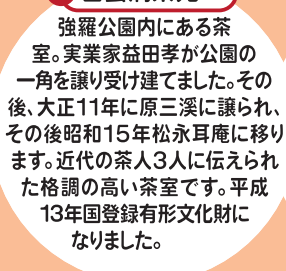 強羅公園内にある茶
室。実業家益田孝が公園の
一角を譲り受け建てました。その
後、大正11年に原三溪に譲られ、
その後昭和15年松永耳庵に移り
ます。近代の茶人3人に伝えられ
た格調の高い茶室です。平成
13年国登録有形文化財に
なりました。